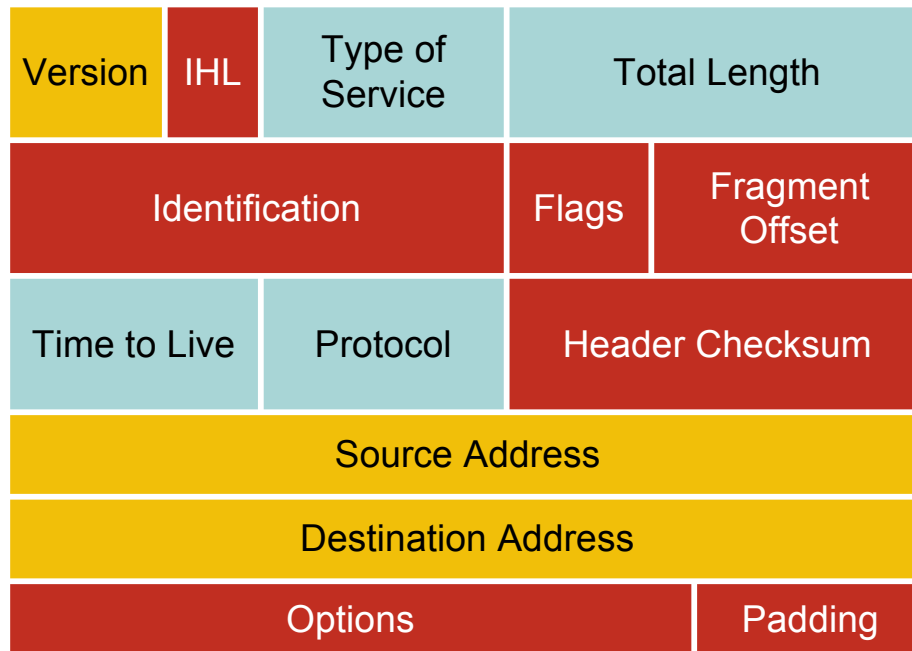 Version
IHL
Type of
Service
Total Length
Identification
Flags
Fragment
Offset
Time to Live
Protocol
Header Checksum
Source Address
Destination Address
Options
Padding